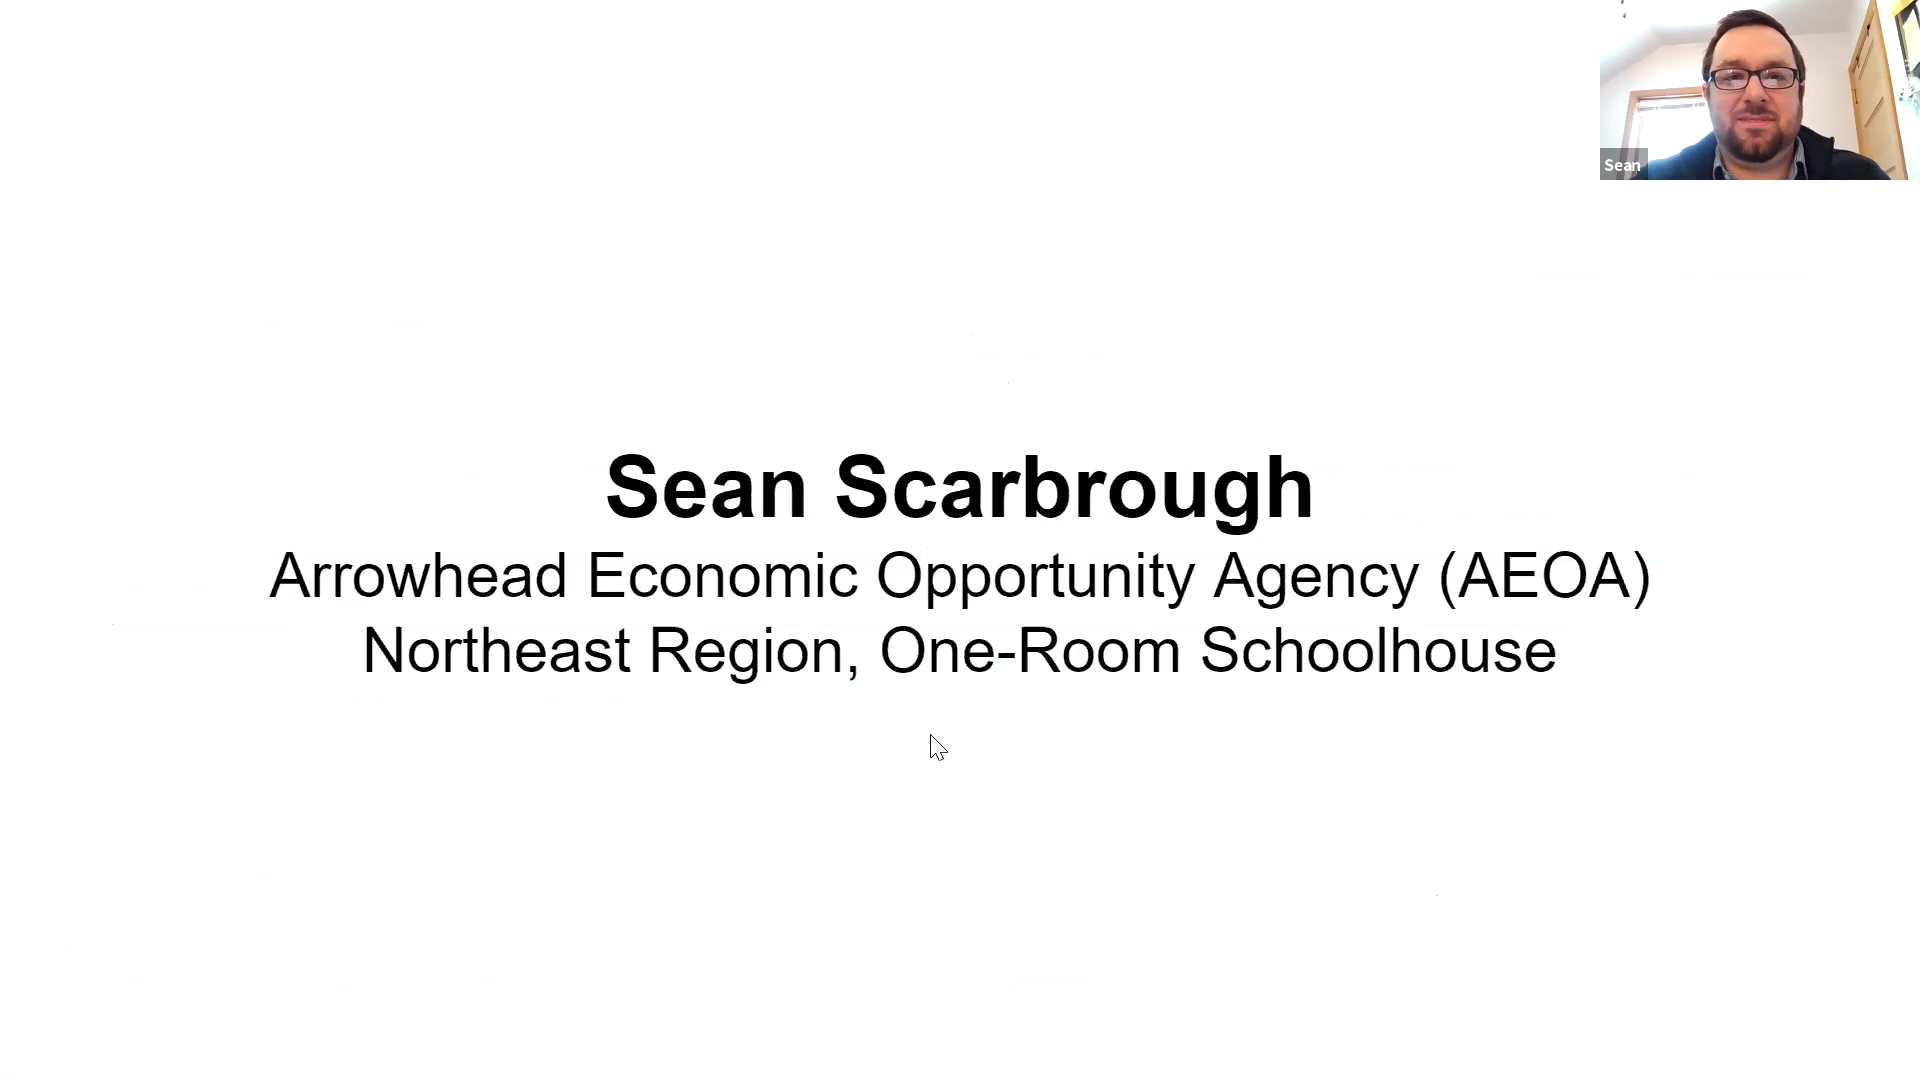 Sean
Sean Scarbrough
Arrowhead Economic Opportunity Agency (AEOA)
Northeast Region, One-Room Schoolhouse